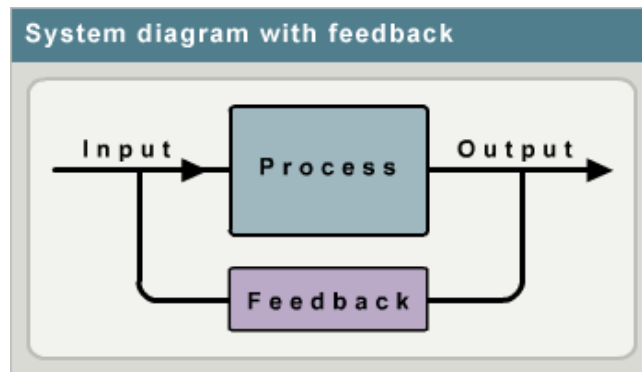 System diagram with feedback
Input
Process
Output
Feedback